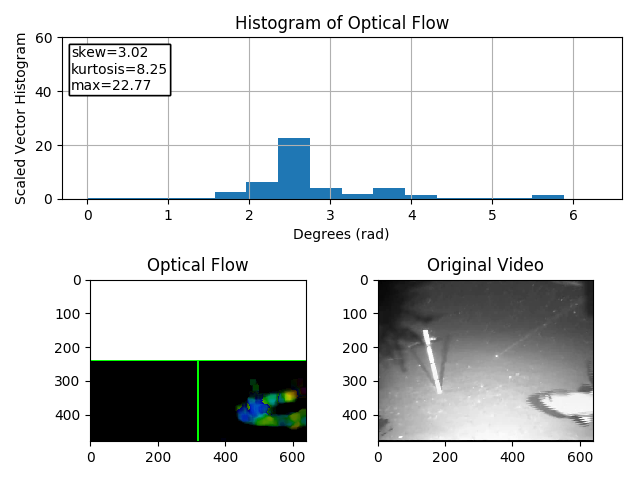 Histogram of Optical Flow
60
40
20
0
Scaled Vector Histogram
skew=3.02
kurtosis=8.25
max=22.77
0 1 2 3 4 5 6
Degrees (rad)
Optical Flow
0
100
200
300
400
0 200 400 600
Original Video
0
100
200
300
400
0 200 400 600